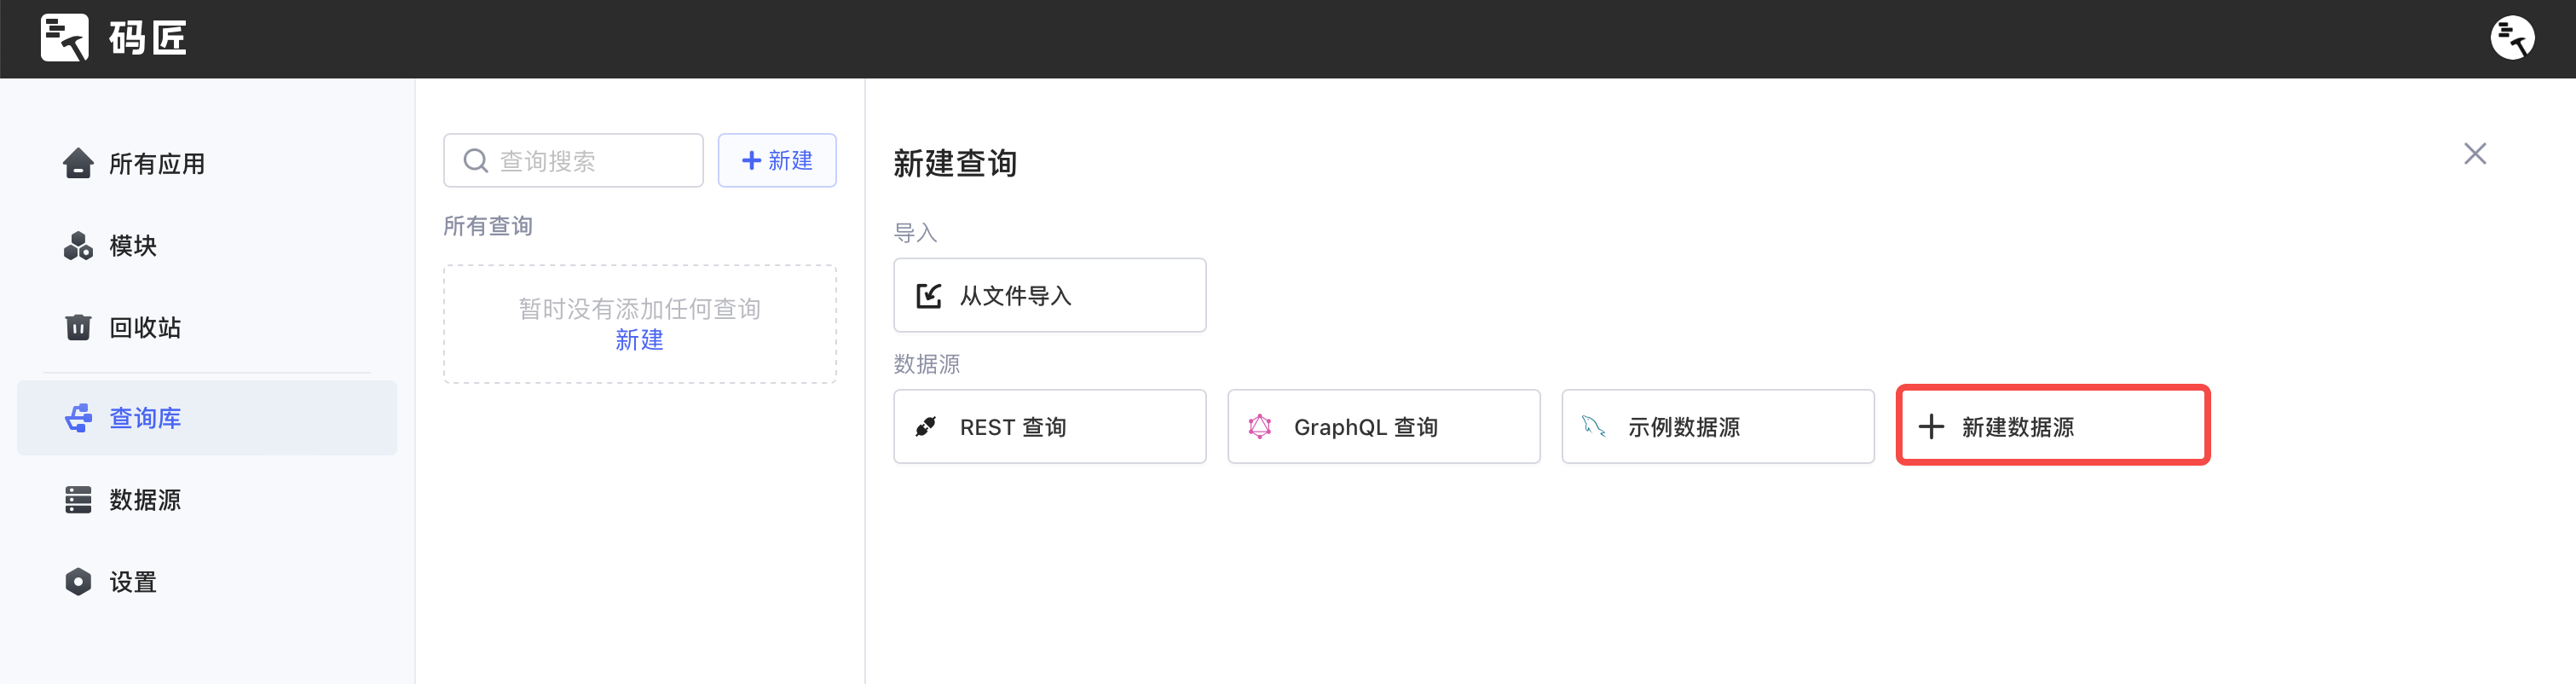 码匠
所有应用
模块
回收站
查询库
数据源
设置
查询搜索
新建
所有查询
暂时没有添加任何查询
新建
新建查询
导入
从文件导入
数据源
REST 查询
GraphQL 查询
示例数据源
新建数据源